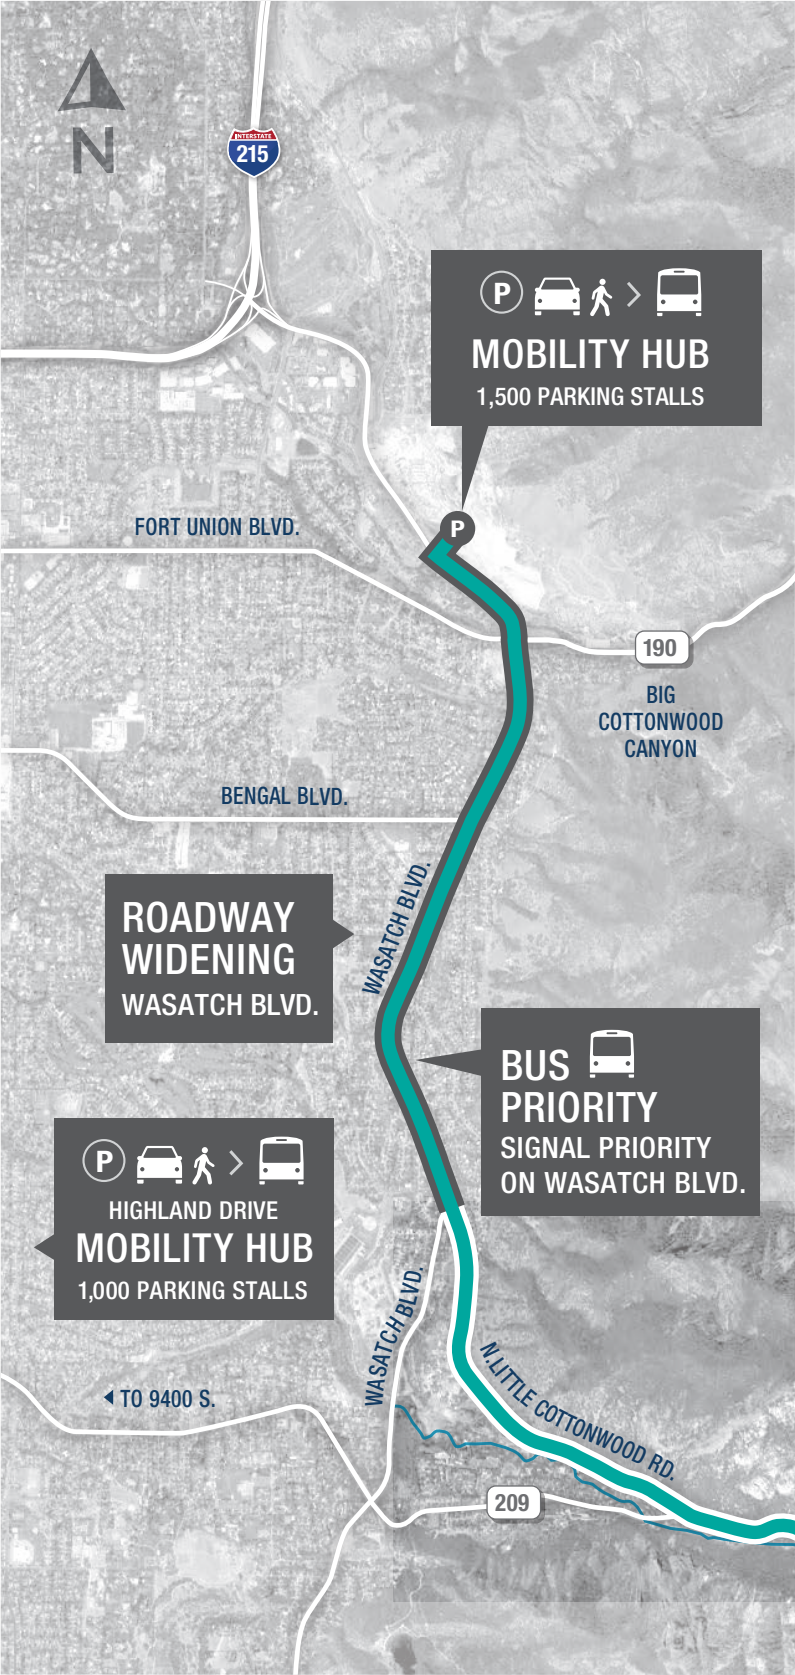 N
INTERSTATE
215
P
MOBILITY HUB
1,500 PARKING STALLS
FORT UNION BLVD.
P
190
BIG
COTTONWOOD
CANYON
BENGAL BLVD.
WASATCH BLVD.
ROADWAY
WIDENING
WASATCH BLVD.
BUS
PRIORITY
SIGNAL PRIORITY
ON WASATCH BLVD.
P
HIGHLAND DRIVE
MOBILITY HUB
1,000 PARKING STALLS
WASATCH BLVD.
N. LITTLE COTTONWOOD RD.
TO 9400 S.
209